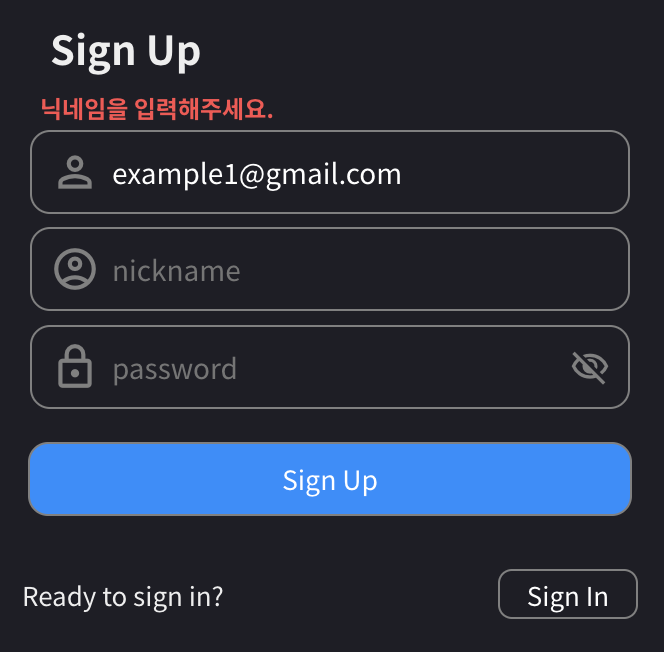 Sign Up
닉네임을 입력해주세요.
example1@gmail.com
nickname
password
Sign Up
Ready to sign in?
Sign In